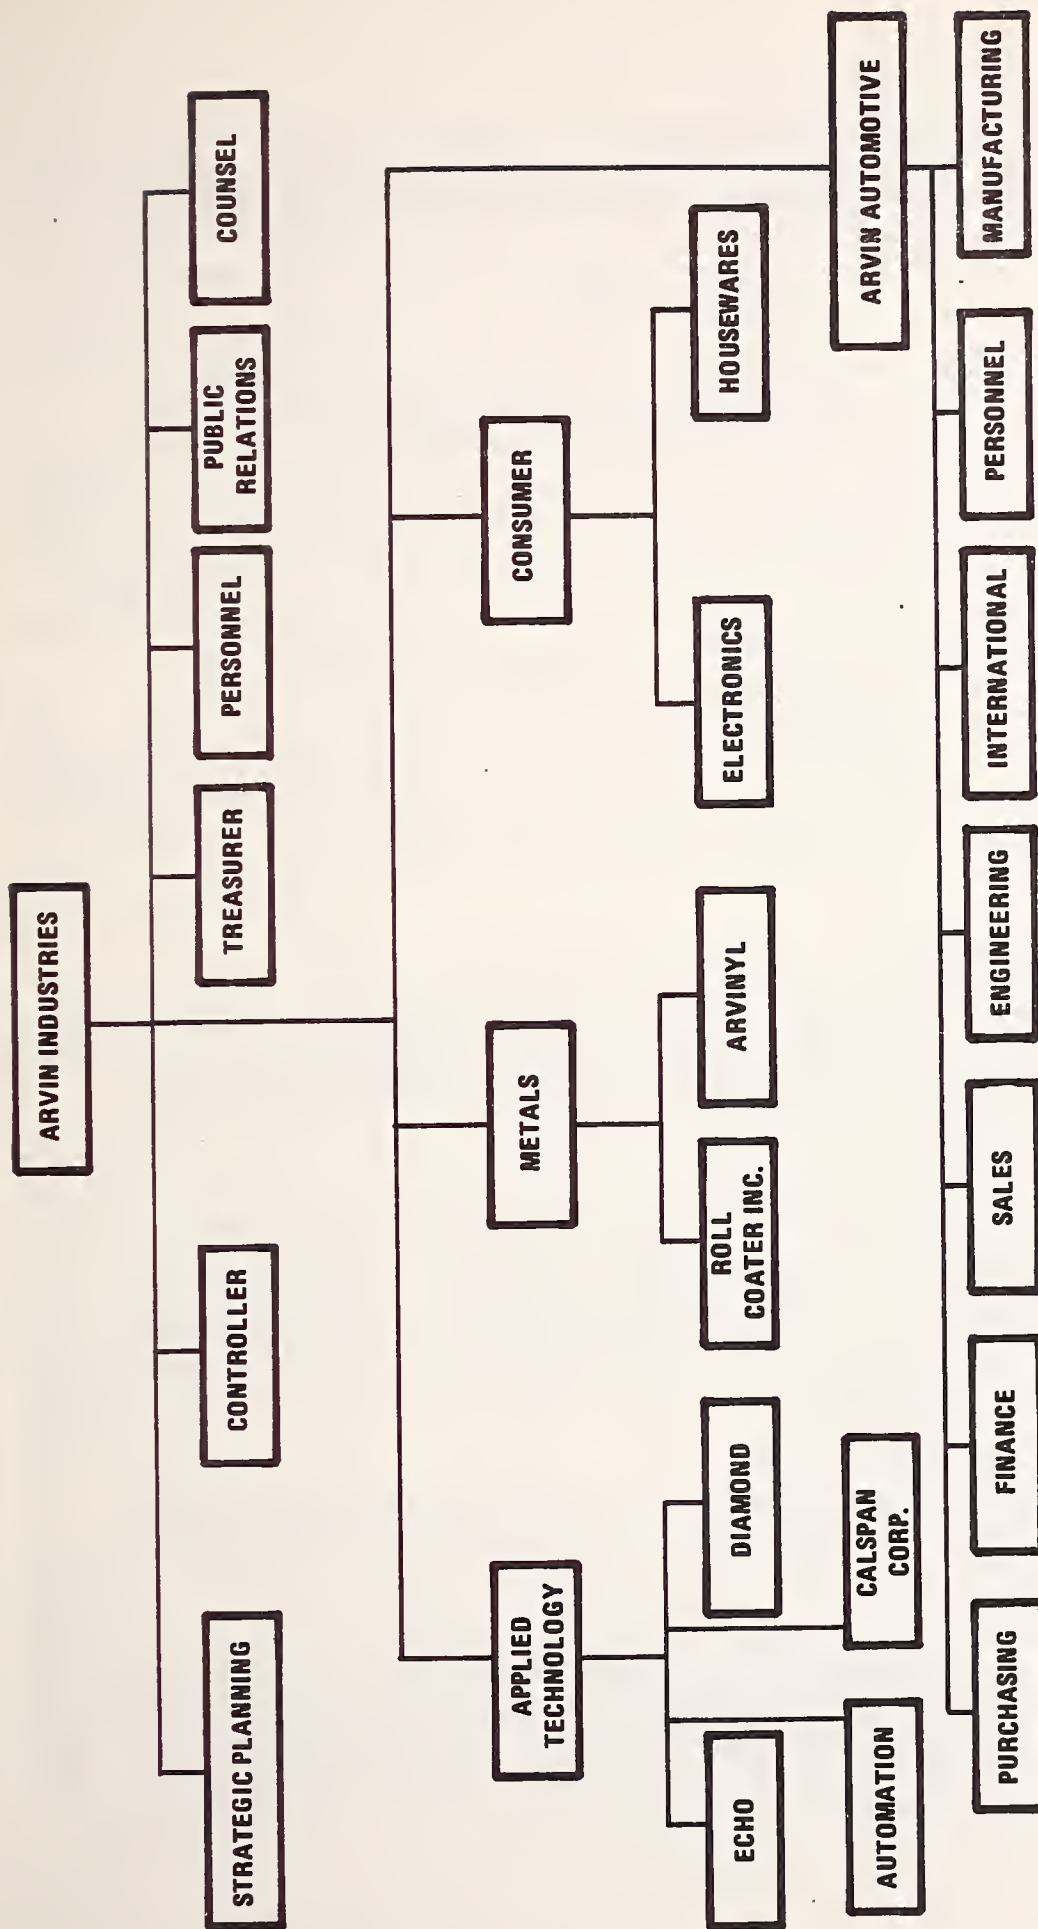 ARVIN INDUSTRIES
STRATEGIC PLANNING
CONTROLLER
TREASURER
PERSONNEL
PUBLIC
RELATIONS
COUNSEL
APPLIED
TECHNOLOGY
METALS
CONSUMER
ECHO
DIAMOND
ROLL
COATER INC.
ARVINYL
ELECTRONICS
HOUSEWARES
AUTOMATION
CALSPAN
CORP.
ARVIN AUTOMOTIVE
PURCHASING
FINANCE
SALES
ENGINEERING
INTERNATIONAL
PERSONNEL
MANUFACTURING